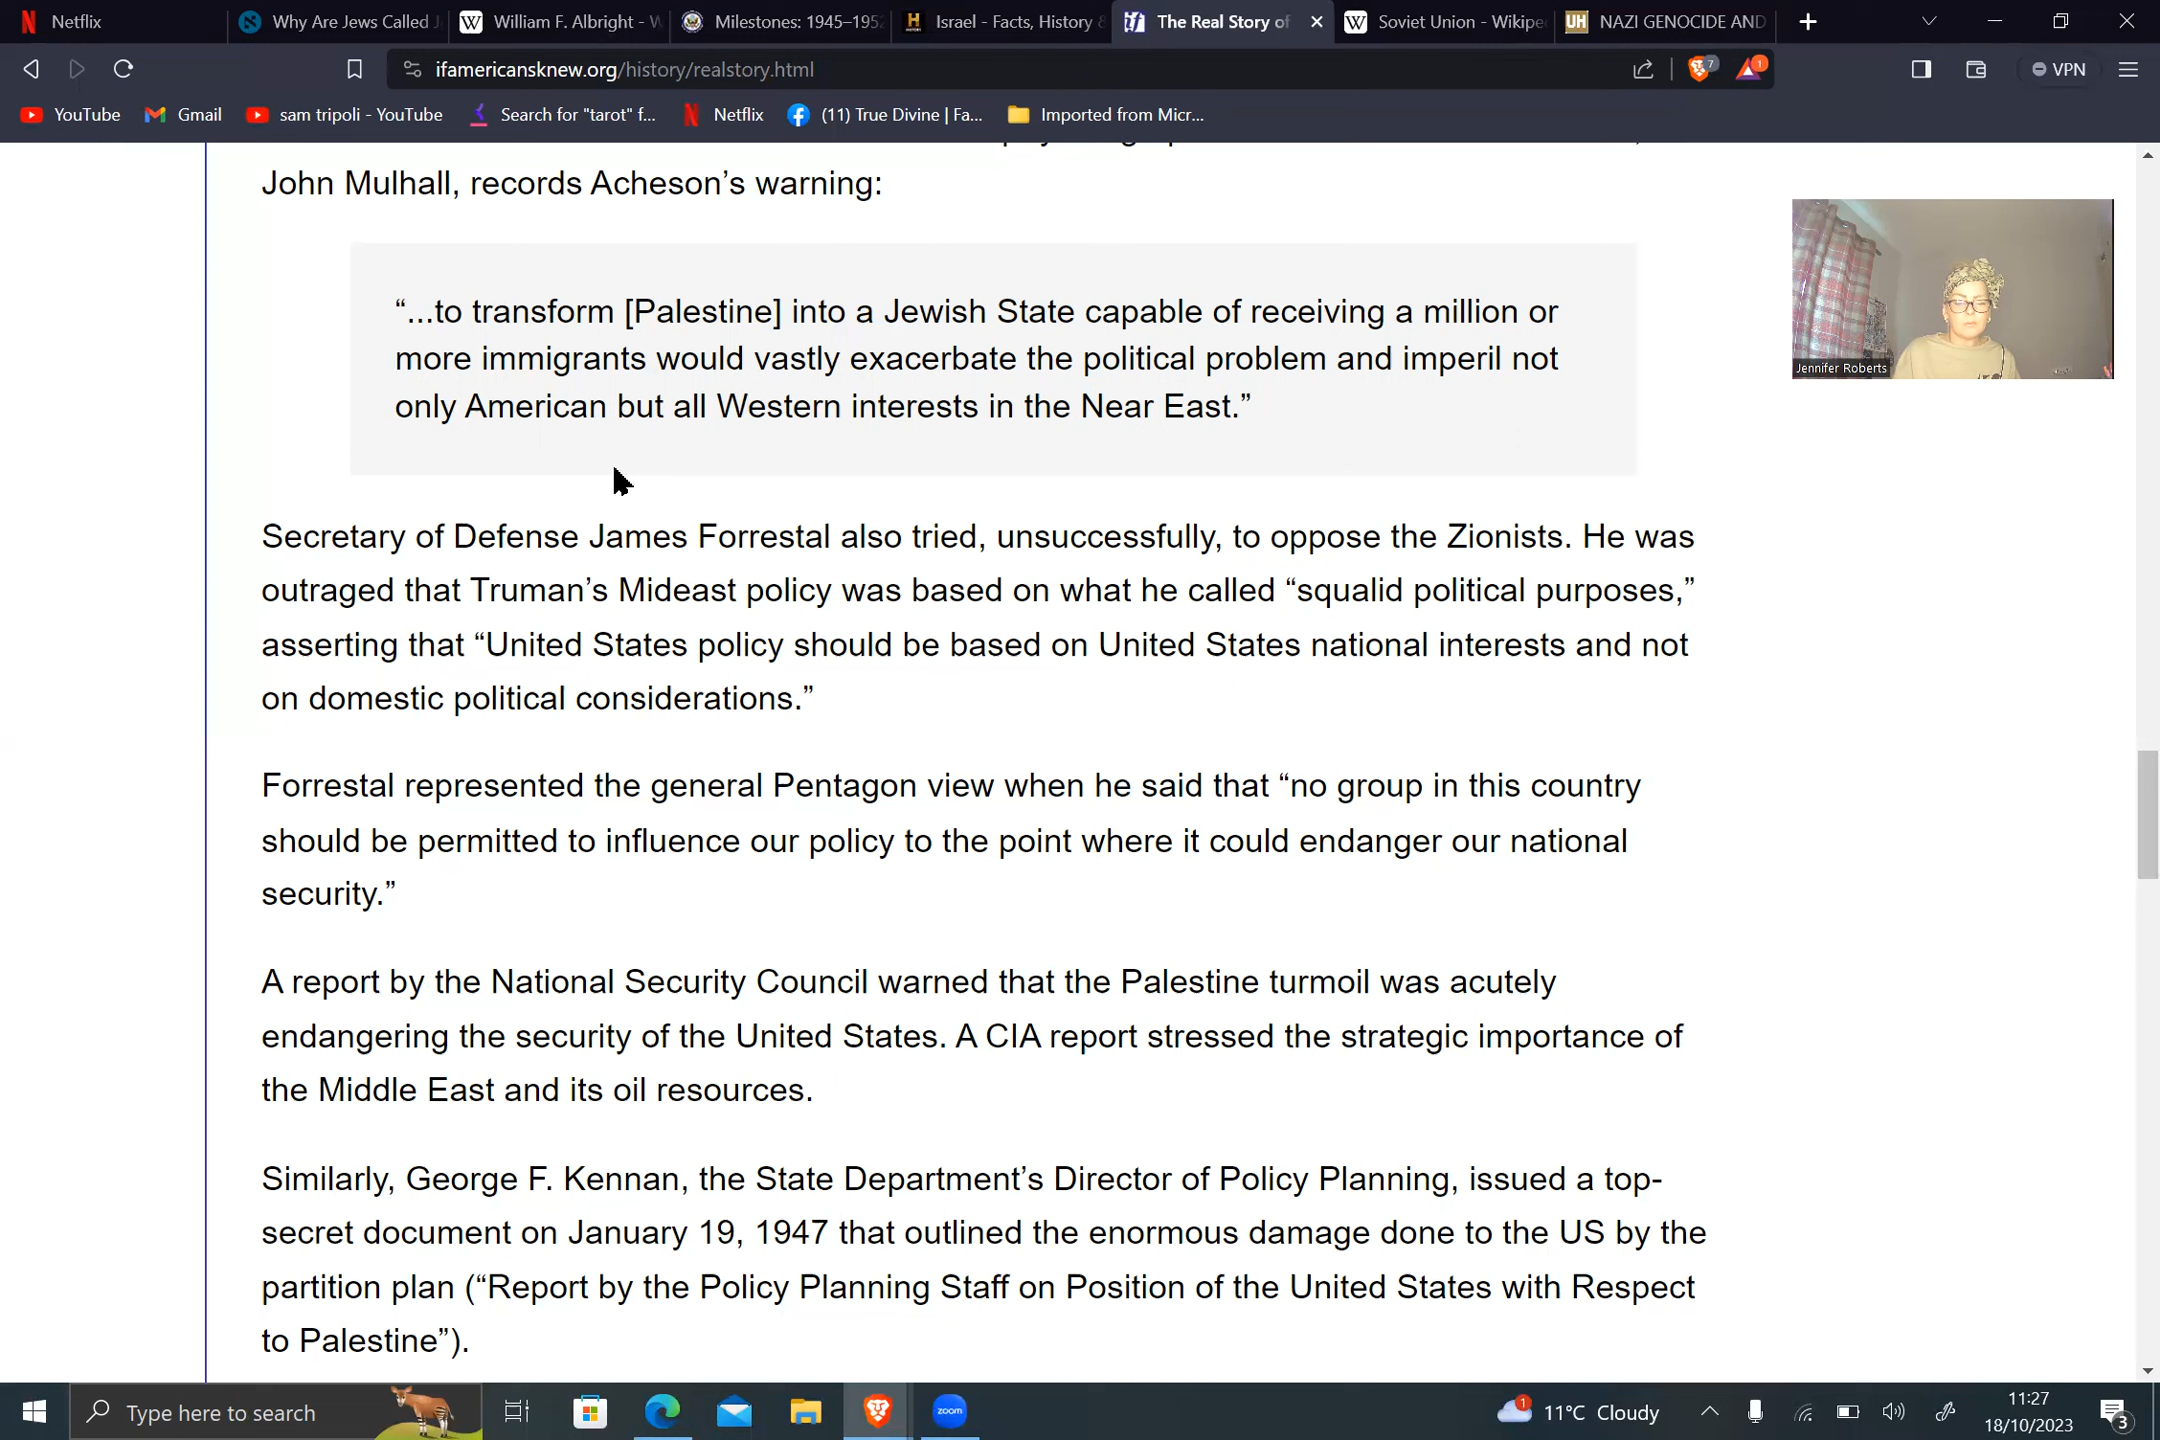 Netflix
Why Are Jews Called J
William F. Albright - W
Milestones: 1945–1952
Israel - Facts, History &
The Real Story of
Soviet Union - Wikipe
NAZI GENOCIDE AND
ifamericansknew.org/history/realstory.html
7
1
VPN
YouTube
Gmail
sam tripoli - YouTube
Search for "tarot" f...
Netflix
(11) True Divine | Fa...
Imported from Micr...
John Mulhall, records Acheson’s warning:
“...to transform [Palestine] into a Jewish State capable of receiving a million or
more immigrants would vastly exacerbate the political problem and imperil not
only American but all Western interests in the Near East.”
Jennifer Roberts
Secretary of Defense James Forrestal also tried, unsuccessfully, to oppose the Zionists. He was
outraged that Truman’s Mideast policy was based on what he called “squalid political purposes,”
asserting that “United States policy should be based on United States national interests and not
on domestic political considerations.”
Forrestal represented the general Pentagon view when he said that “no group in this country
should be permitted to influence our policy to the point where it could endanger our national
security.”
A report by the National Security Council warned that the Palestine turmoil was acutely
endangering the security of the United States. A CIA report stressed the strategic importance of
the Middle East and its oil resources.
Similarly, George F. Kennan, the State Department’s Director of Policy Planning, issued a top-
secret document on January 19, 1947 that outlined the enormous damage done to the US by the
partition plan (“Report by the Policy Planning Staff on Position of the United States with Respect
to Palestine”).
Type here to search
zoom
1
11°C Cloudy
11:27
18/10/2023
3